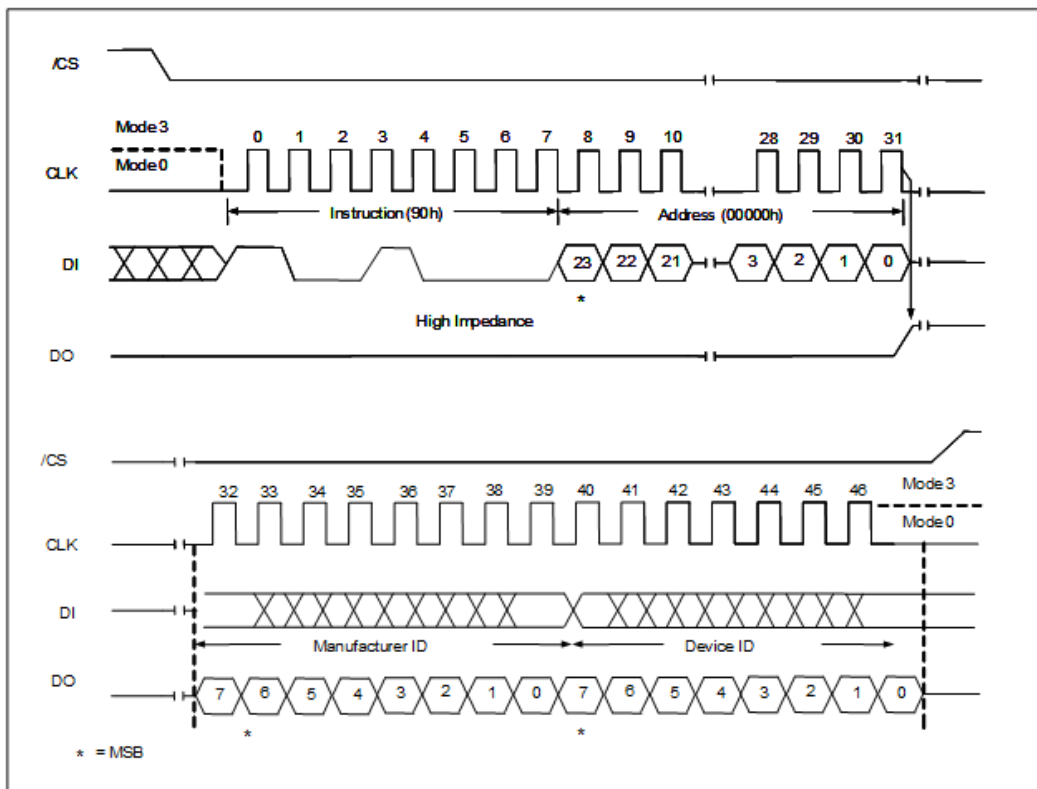 /CS
Mode 3
0 1 2 3 4 5 6 7 8 9 10 28 29 30 31
Mode 0
CLK
Instruction (90h) Address (00000h)
DI 23 22 21 3 2 1 0
*
High Impedance
DO
/CS
32 33 34 35 36 37 38 39 40 41 42 43 44 45 46 Mode 3
Mode 0
CLK
DI
Manufacturer ID Device ID
DO 7 6 5 4 3 2 1 0 7 6 5 4 3 2 1 0
* *
* = MSB